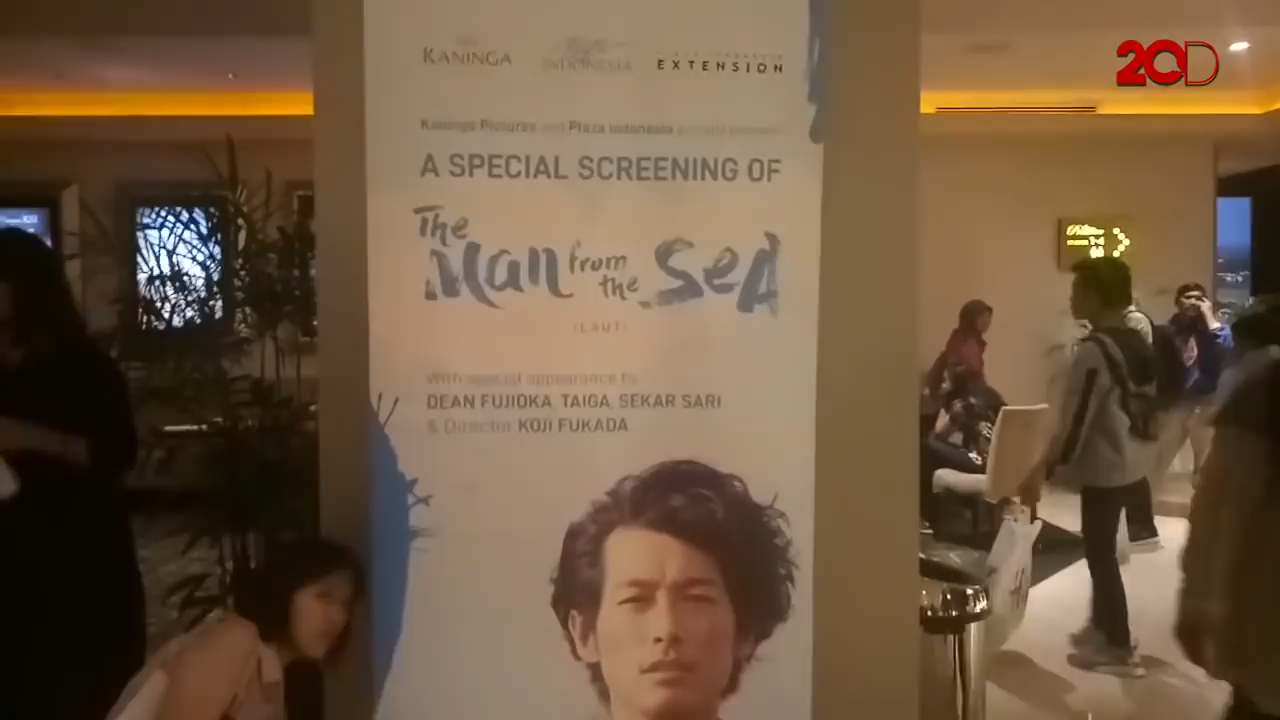 KANINGA
INDONESIA
EXTENSION
20D
Kaninga Pictures and Plaza Indonesia
A SPECIAL SCREENING OF
The Man from the Sea
(LAUT)
With special appearance by
DEAN FUJIOKA, TAIGA, SEKAR SARI
& Director KOJI FUKADA